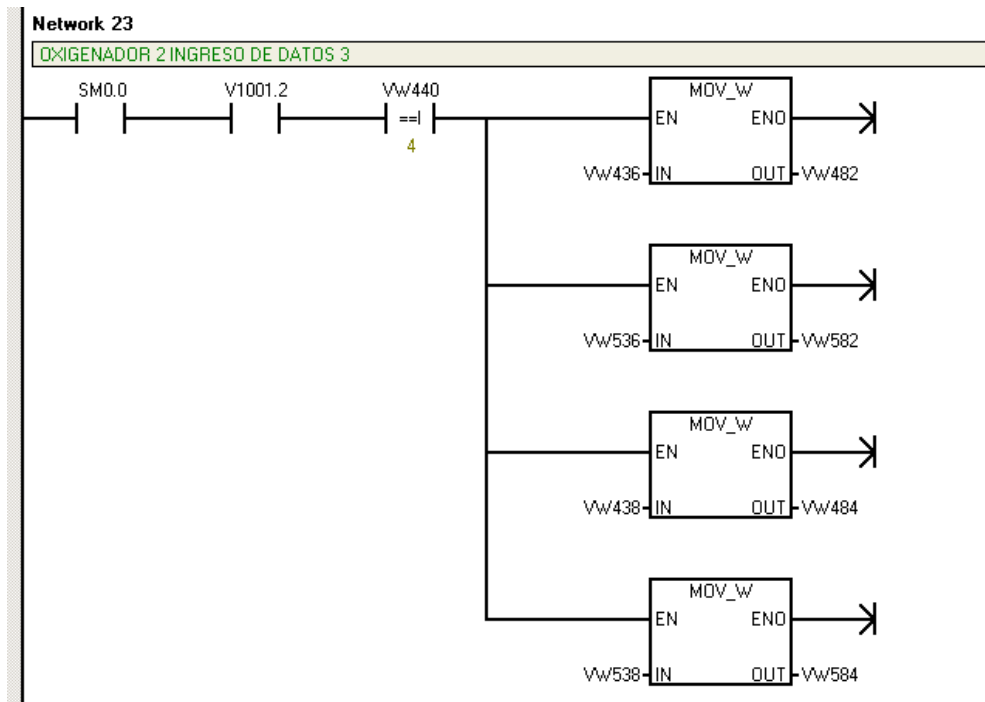 Network 23
OXIGENADOR 2 INGRESO DE DATOS 3
SM0.0 V1001.2 VW440 MOV_W
==I EN ENO
4
VW436 IN OUT VW482
MOV_W
EN ENO
VW536 IN OUT VW582
MOV_W
EN ENO
VW438 IN OUT VW484
MOV_W
EN ENO
VW538 IN OUT VW584